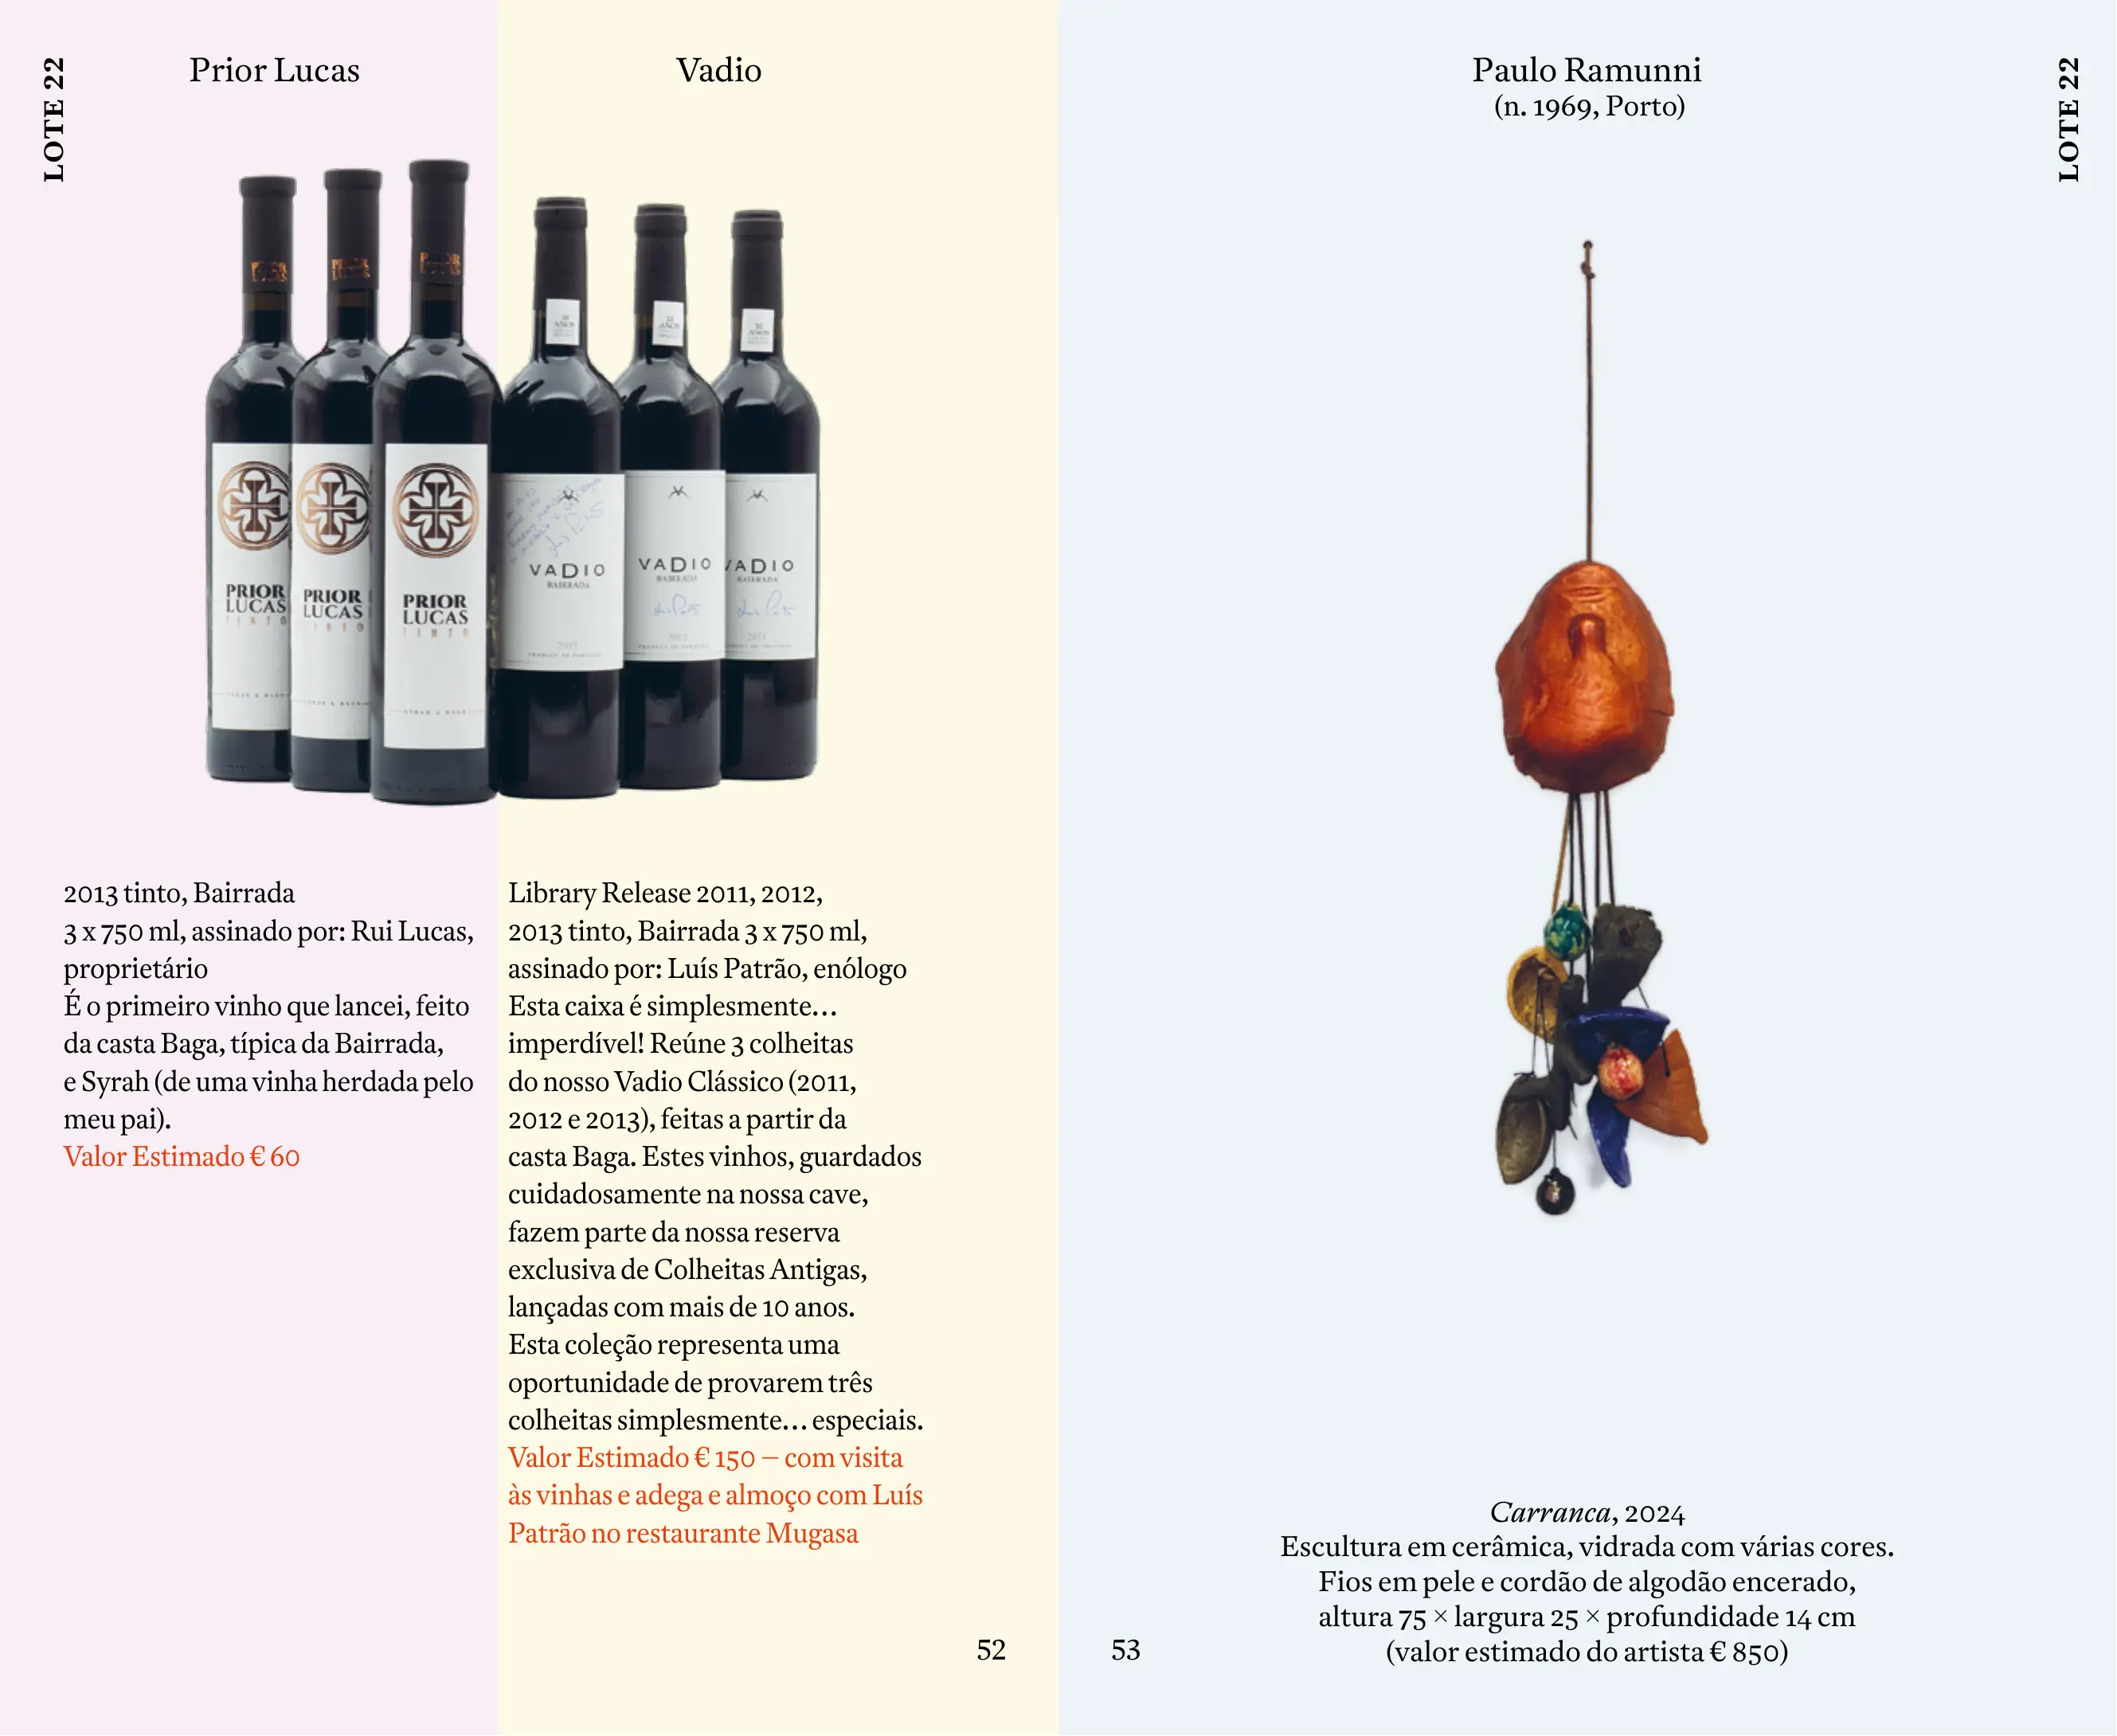 LOTE 22
Prior Lucas
PRIOR
LUCAS
PRIOR
LUCAS
PRIOR
LUCAS
PRIOR
LUCAS
TINTO
PRIOR
LUCAS
TINTO
PRIOR
LUCAS
TINTO
2013 tinto, Bairrada
3 x 750 ml, assinado por: Rui Lucas,
proprietário
É o primeiro vinho que lancei, feito
da casta Baga, típica da Bairrada,
e Syrah (de uma vinha herdada pelo
meu pai).
Valor Estimado € 60
Vadio
VADIO
BAIRRADA
VADIO
BAIRRADA
VADIO
BAIRRADA
Library Release 2011, 2012,
2013 tinto, Bairrada 3 x 750 ml,
assinado por: Luís Patrão, enólogo
Esta caixa é simplesmente…
imperdível! Reúne 3 colheitas
do nosso Vadio Clássico (2011,
2012 e 2013), feitas a partir da
casta Baga. Estes vinhos, guardados
cuidadosamente na nossa cave,
fazem parte da nossa reserva
exclusiva de Colheitas Antigas,
lançadas com mais de 10 anos.
Esta coleção representa uma
oportunidade de provarem três
colheitas simplesmente… especiais.
Valor Estimado € 150 – com visita
às vinhas e adega e almoço com Luís
Patrão no restaurante Mugasa
52
Paulo Ramunni
(n. 1969, Porto)
LOTE 22
Carranca, 2024
Escultura em cerâmica, vidrada com várias cores.
Fios em pele e cordão de algodão encerado,
altura 75 × largura 25 × profundidade 14 cm
(valor estimado do artista € 850)
53